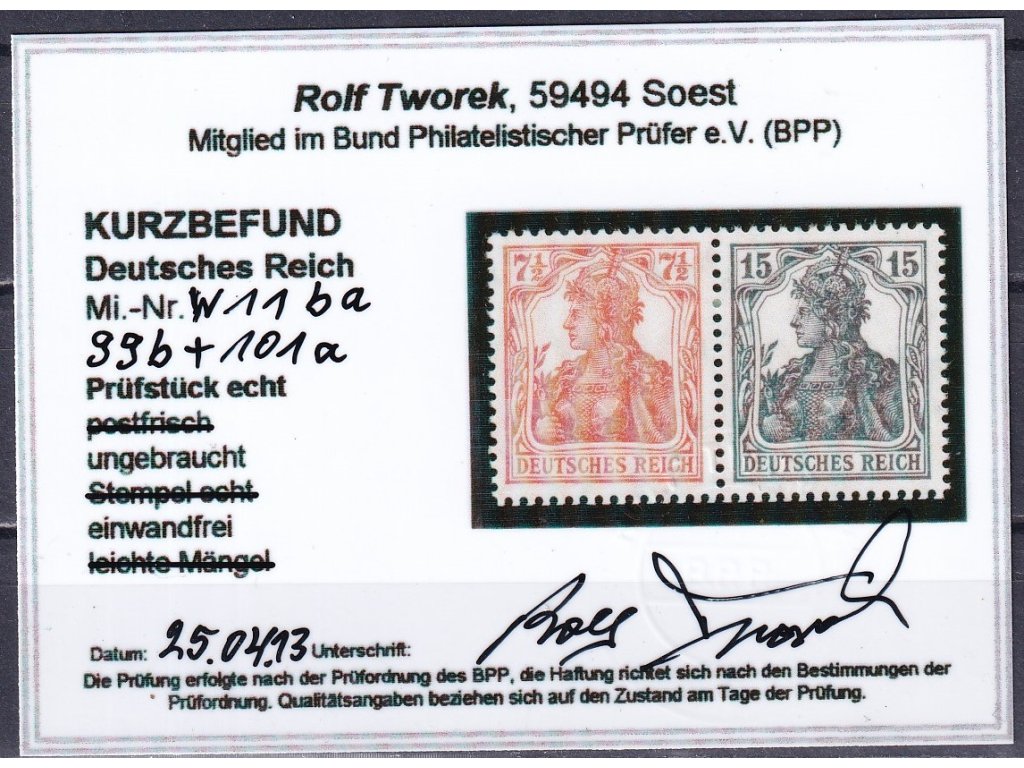 Rolf Tworek, 59494 Soest
Mitglied im Bund Philatelistischer Prüfer e.V. (BPP)
KURZBEFUND
Deutsches Reich
Mi.-Nr. W 11 ba
99b + 101a
Prüfstück echt
postfrisch
ungebraucht
Stempel echt
einwandfrei
leichte Mängel
7½ 7½
DEUTSCHES REICH
15 15
DEUTSCHES REICH
Rolf Tworek
Datum: 25.04.13 Unterschrift:
Die Prüfung erfolgte nach der Prüfordnung des BPP, die Haftung richtet sich nach den Bestimmungen der
Prüfordnung. Qualitätsangaben beziehen sich auf den Zustand am Tage der Prüfung.